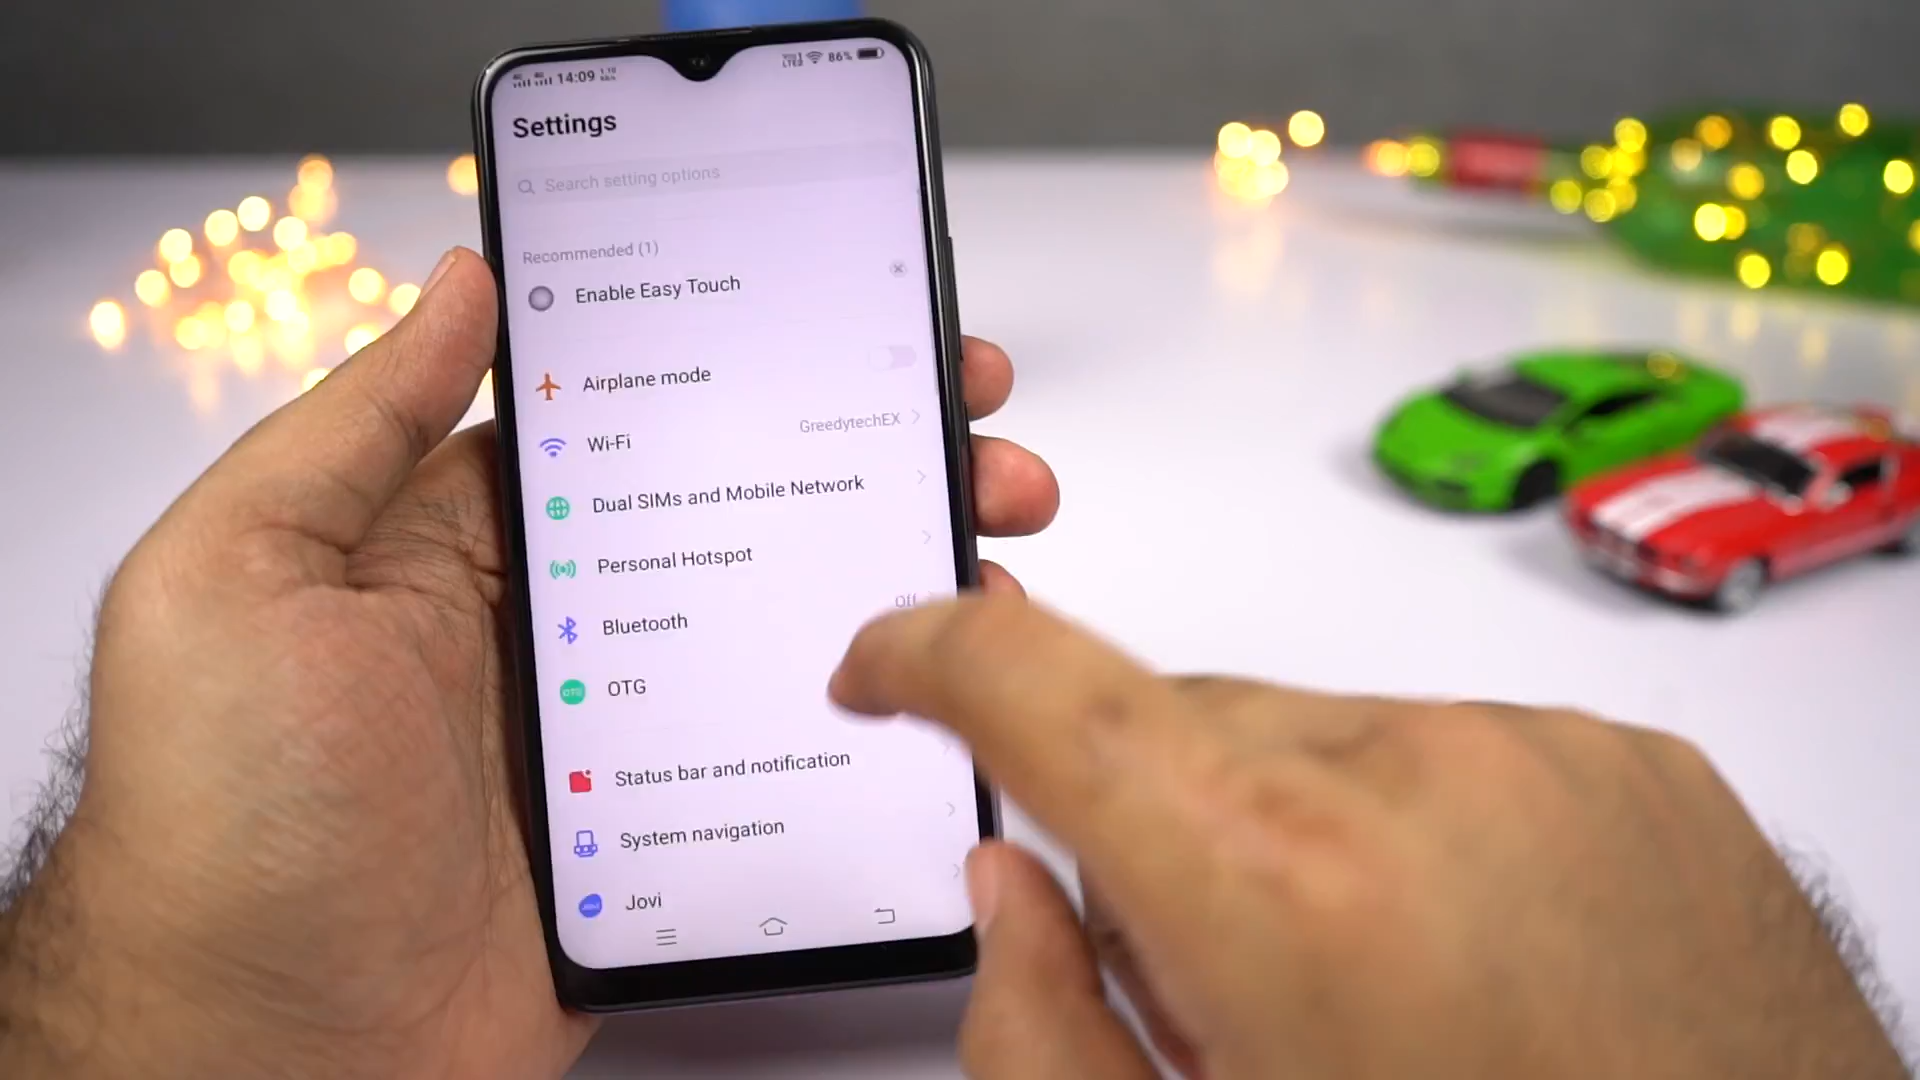 14:09
86%
Settings
Search setting options
Recommended (1)
Enable Easy Touch
Airplane mode
Wi-Fi GreedytechEX
Dual SIMs and Mobile Network
Personal Hotspot
Bluetooth Off
OTG
Status bar and notification
System navigation
Jovi